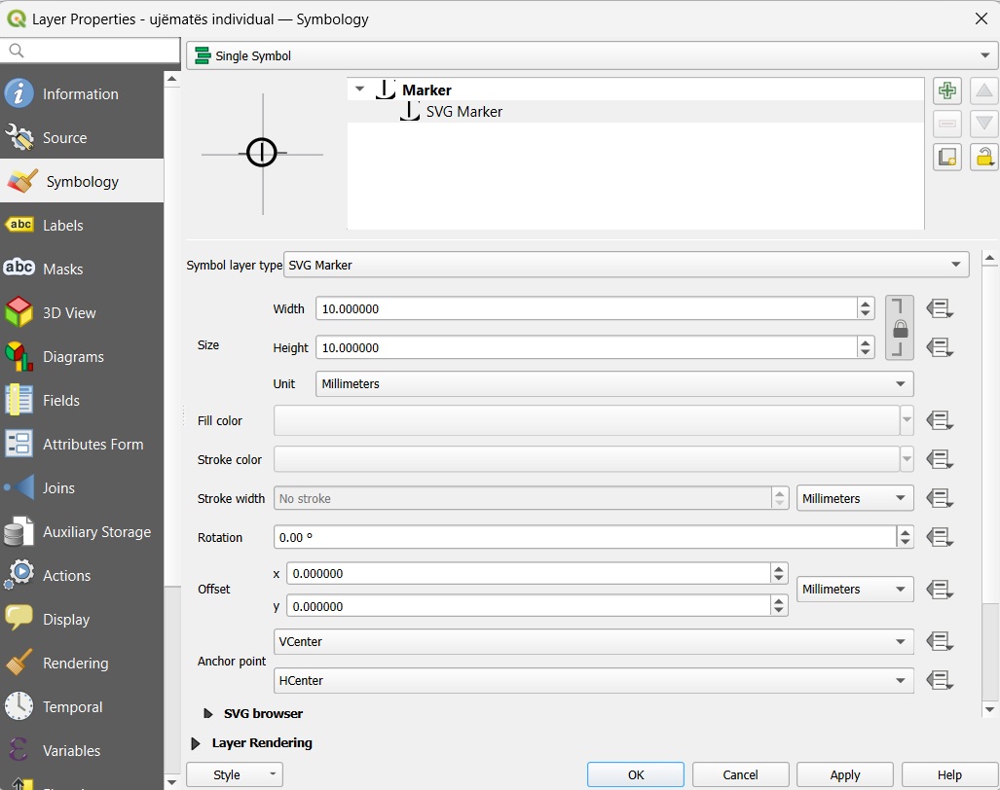 Layer Properties - ujëmatës individual — Symbology
Single Symbol
Information
Source
Symbology
abc Labels
abc Masks
3D View
Diagrams
Fields
Attributes Form
Joins
Auxiliary Storage
Actions
Display
Rendering
Temporal
Variables
Marker
SVG Marker
Symbol layer type SVG Marker
Size
Width 10.000000
Height 10.000000
Unit Millimeters
Fill color
Stroke color
Stroke width No stroke Millimeters
Rotation 0.00 °
Offset
x 0.000000
Millimeters
y 0.000000
Anchor point
VCenter
HCenter
SVG browser
Layer Rendering
Style OK Cancel Apply Help